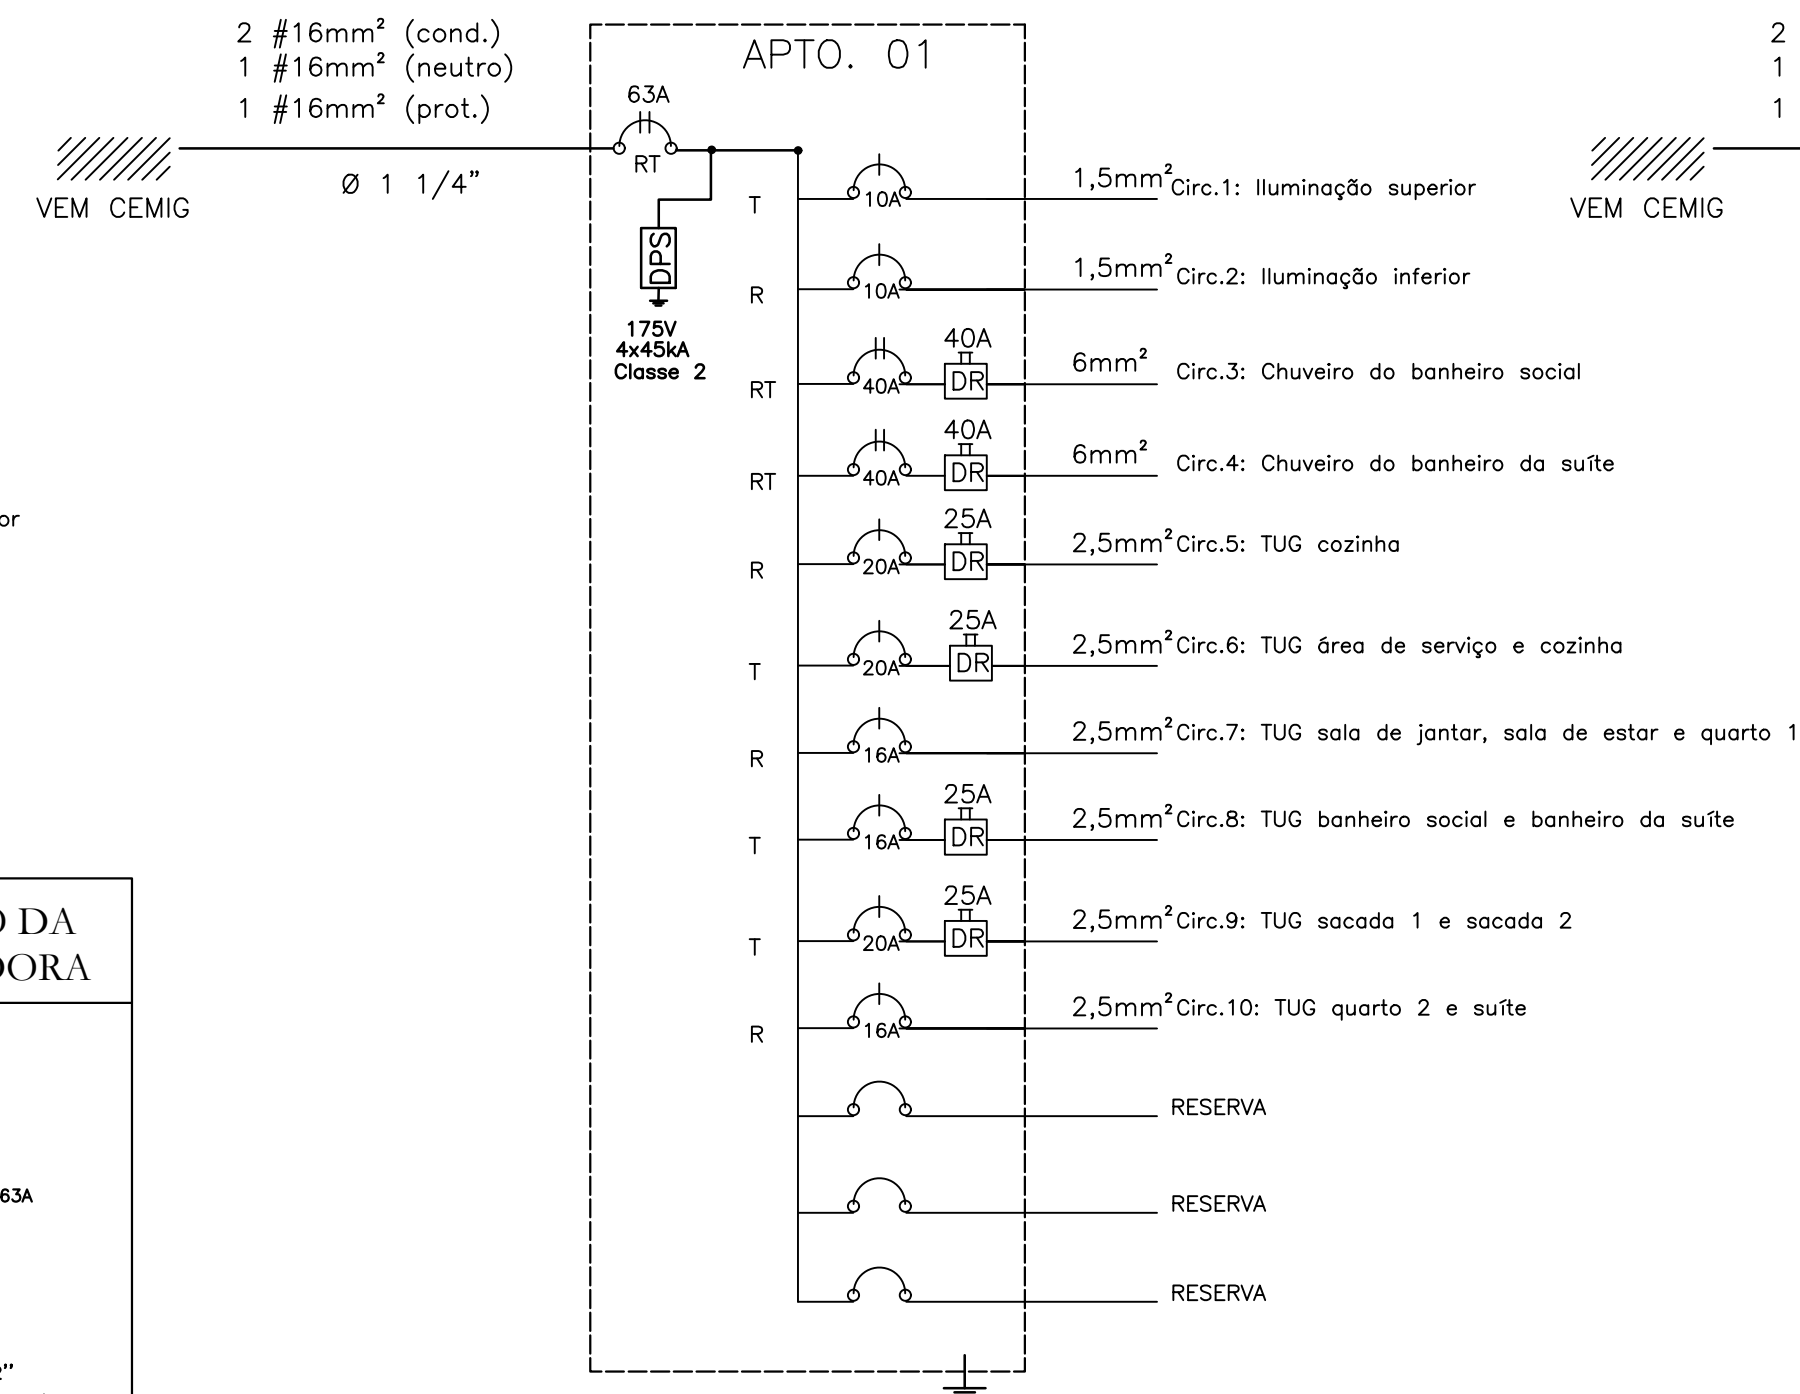 2 #16mm² (cond.)
1 #16mm² (neutro)
1 #16mm² (prot.)
Ø 1 1/4"
VEM CEMIG
APTO. 01
63A
RT
DPS
175V
4x45kA
Classe 2
T 10A 1,5mm² Circ.1: Iluminação superior
R 10A 1,5mm² Circ.2: Iluminação inferior
40A
RT 40A DR 6mm² Circ.3: Chuveiro do banheiro social
40A
RT 40A DR 6mm² Circ.4: Chuveiro do banheiro da suíte
25A
R 20A DR 2,5mm² Circ.5: TUG cozinha
25A
T 20A DR 2,5mm² Circ.6: TUG área de serviço e cozinha
R 16A 2,5mm² Circ.7: TUG sala de jantar, sala de estar e quarto 1
25A
T 16A DR 2,5mm² Circ.8: TUG banheiro social e banheiro da suíte
25A
T 20A DR 2,5mm² Circ.9: TUG sacada 1 e sacada 2
R 16A 2,5mm² Circ.10: TUG quarto 2 e suíte
RESERVA
RESERVA
RESERVA
2
1
1
VEM CEMIG
or
DA
DORA
63A